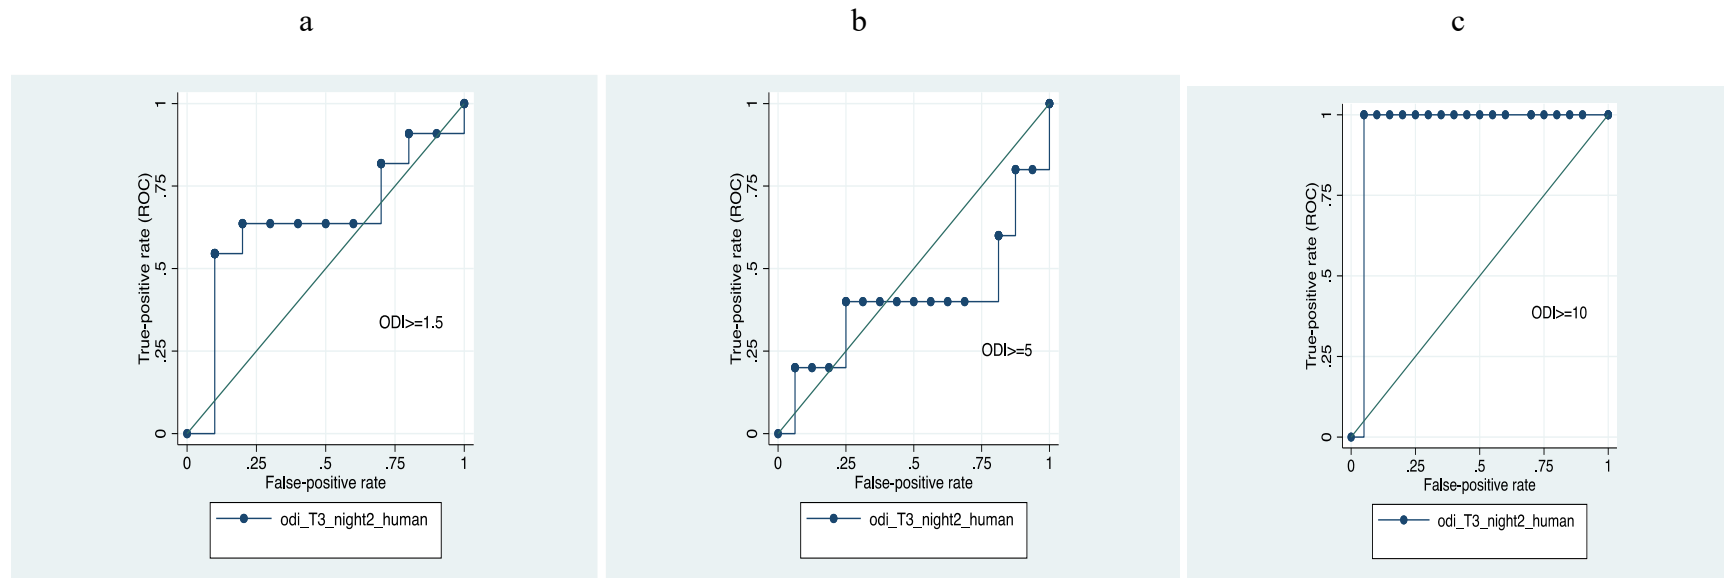 a
b
c
True-positive rate (ROC)
1
.75
.5
.25
0
ODI>=1.5
0 .25 .5 .75 1
False-positive rate
odi_T3_night2_human
True-positive rate (ROC)
1
.75
.5
.25
0
ODI>=5
0 .25 .5 .75 1
False-positive rate
odi_T3_night2_human
True-positive rate (ROC)
1
.75
.5
.25
0
ODI>=10
0 .25 .5 .75 1
False-positive rate
odi_T3_night2_human